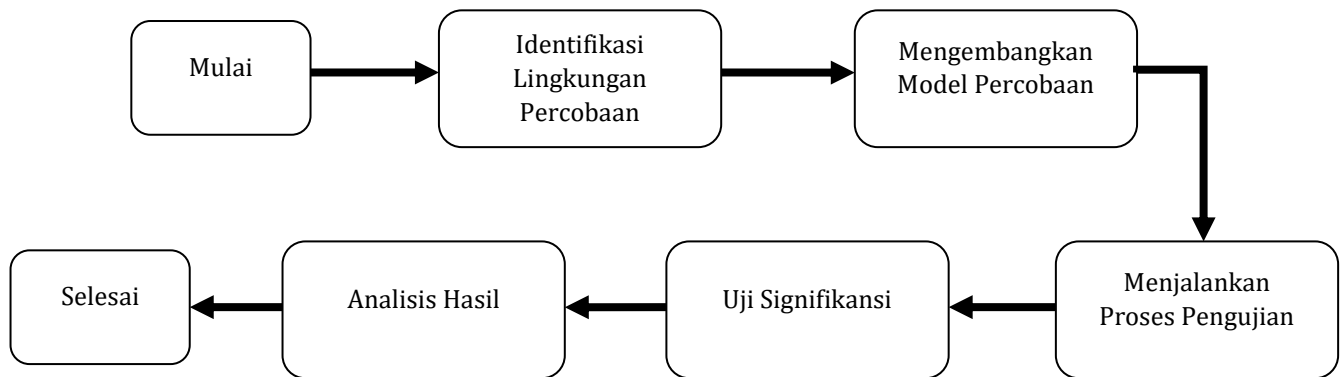 Mulai
Identifikasi
Lingkungan
Percobaan
Mengembangkan
Model Percobaan
Menjalankan
Proses Pengujian
Uji Signifikansi
Analisis Hasil
Selesai